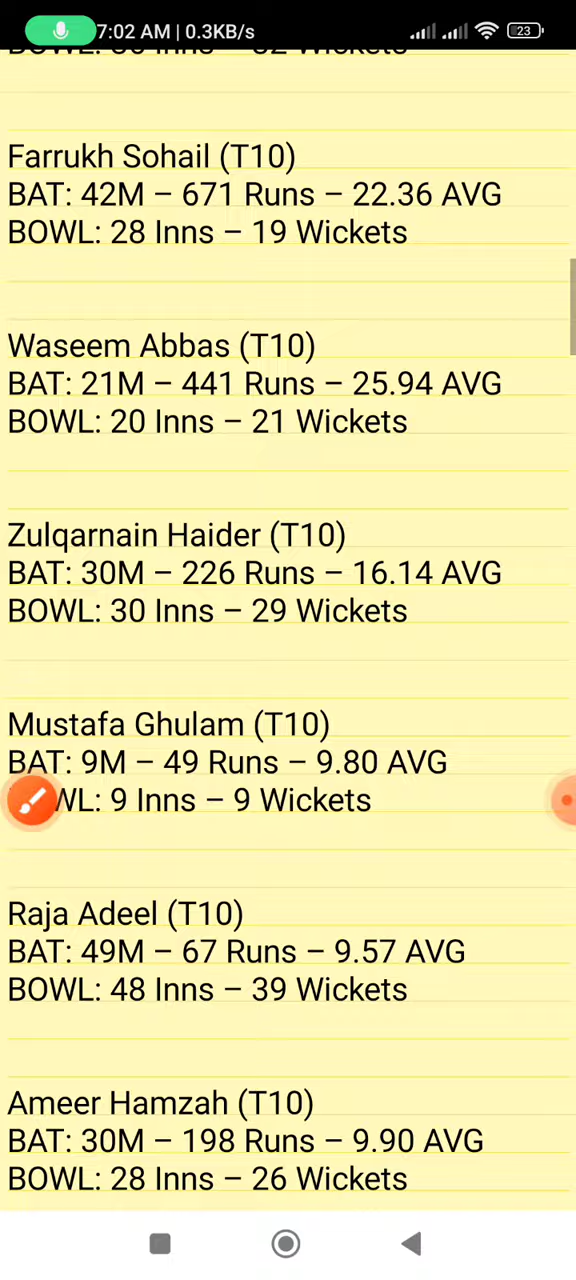 7:02 AM | 0.3KB/s
23
Farrukh Sohail (T10)
BAT: 42M – 671 Runs – 22.36 AVG
BOWL: 28 Inns – 19 Wickets
Waseem Abbas (T10)
BAT: 21M – 441 Runs – 25.94 AVG
BOWL: 20 Inns – 21 Wickets
Zulqarnain Haider (T10)
BAT: 30M – 226 Runs – 16.14 AVG
BOWL: 30 Inns – 29 Wickets
Mustafa Ghulam (T10)
BAT: 9M – 49 Runs – 9.80 AVG
WL: 9 Inns – 9 Wickets
Raja Adeel (T10)
BAT: 49M – 67 Runs – 9.57 AVG
BOWL: 48 Inns – 39 Wickets
Ameer Hamzah (T10)
BAT: 30M – 198 Runs – 9.90 AVG
BOWL: 28 Inns – 26 Wickets